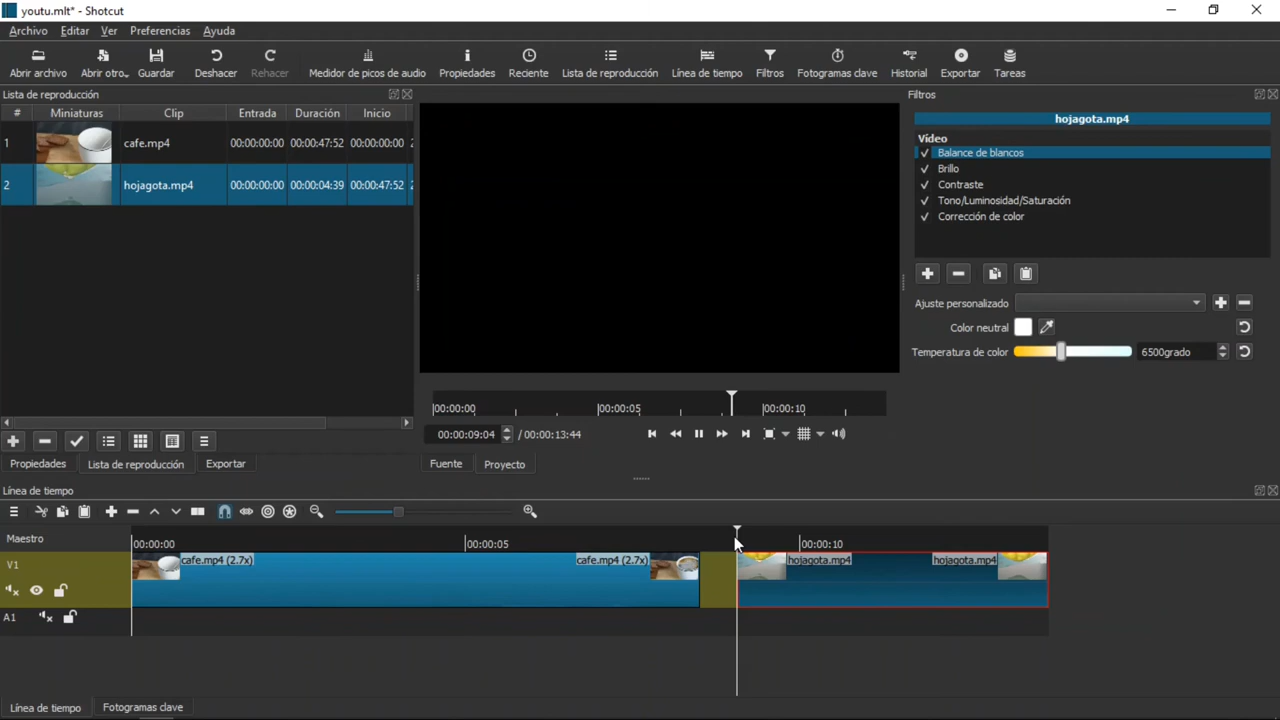 youtu.mlt* - Shotcut
Archivo Editar Ver Preferencias Ayuda
Abrir archivo Abrir otro. Guardar Deshacer Rehacer Medidor de picos de audio Propiedades Reciente Lista de reproducción Línea de tiempo Filtros Fotogramas clave Historial Exportar Tareas
Lista de reproducción
# Miniaturas Clip Entrada Duración Inicio
1 cafe.mp4 00:00:00:00 00:00:47:52 00:00:00:00 2
2 hojagota.mp4 00:00:00:00 00:00:04:39 00:00:47:52 2
Propiedades Lista de reproducción Exportar
00:00:00 00:00:05 00:00:10
00:00:09:04 / 00:00:13:44
Fuente Proyecto
Filtros
hojagota.mp4
Vídeo
Balance de blancos
Brillo
Contraste
Tono/Luminosidad/Saturación
Corrección de color
Ajuste personalizado
Color neutral
Temperatura de color 6500grado
Línea de tiempo
Maestro 00:00:00 00:00:05 00:00:10
V1 cafe.mp4 (2.7x) cafe.mp4 (2.7x) hojagota.mp4 hojagota.mp4
A1
Línea de tiempo Fotogramas clave